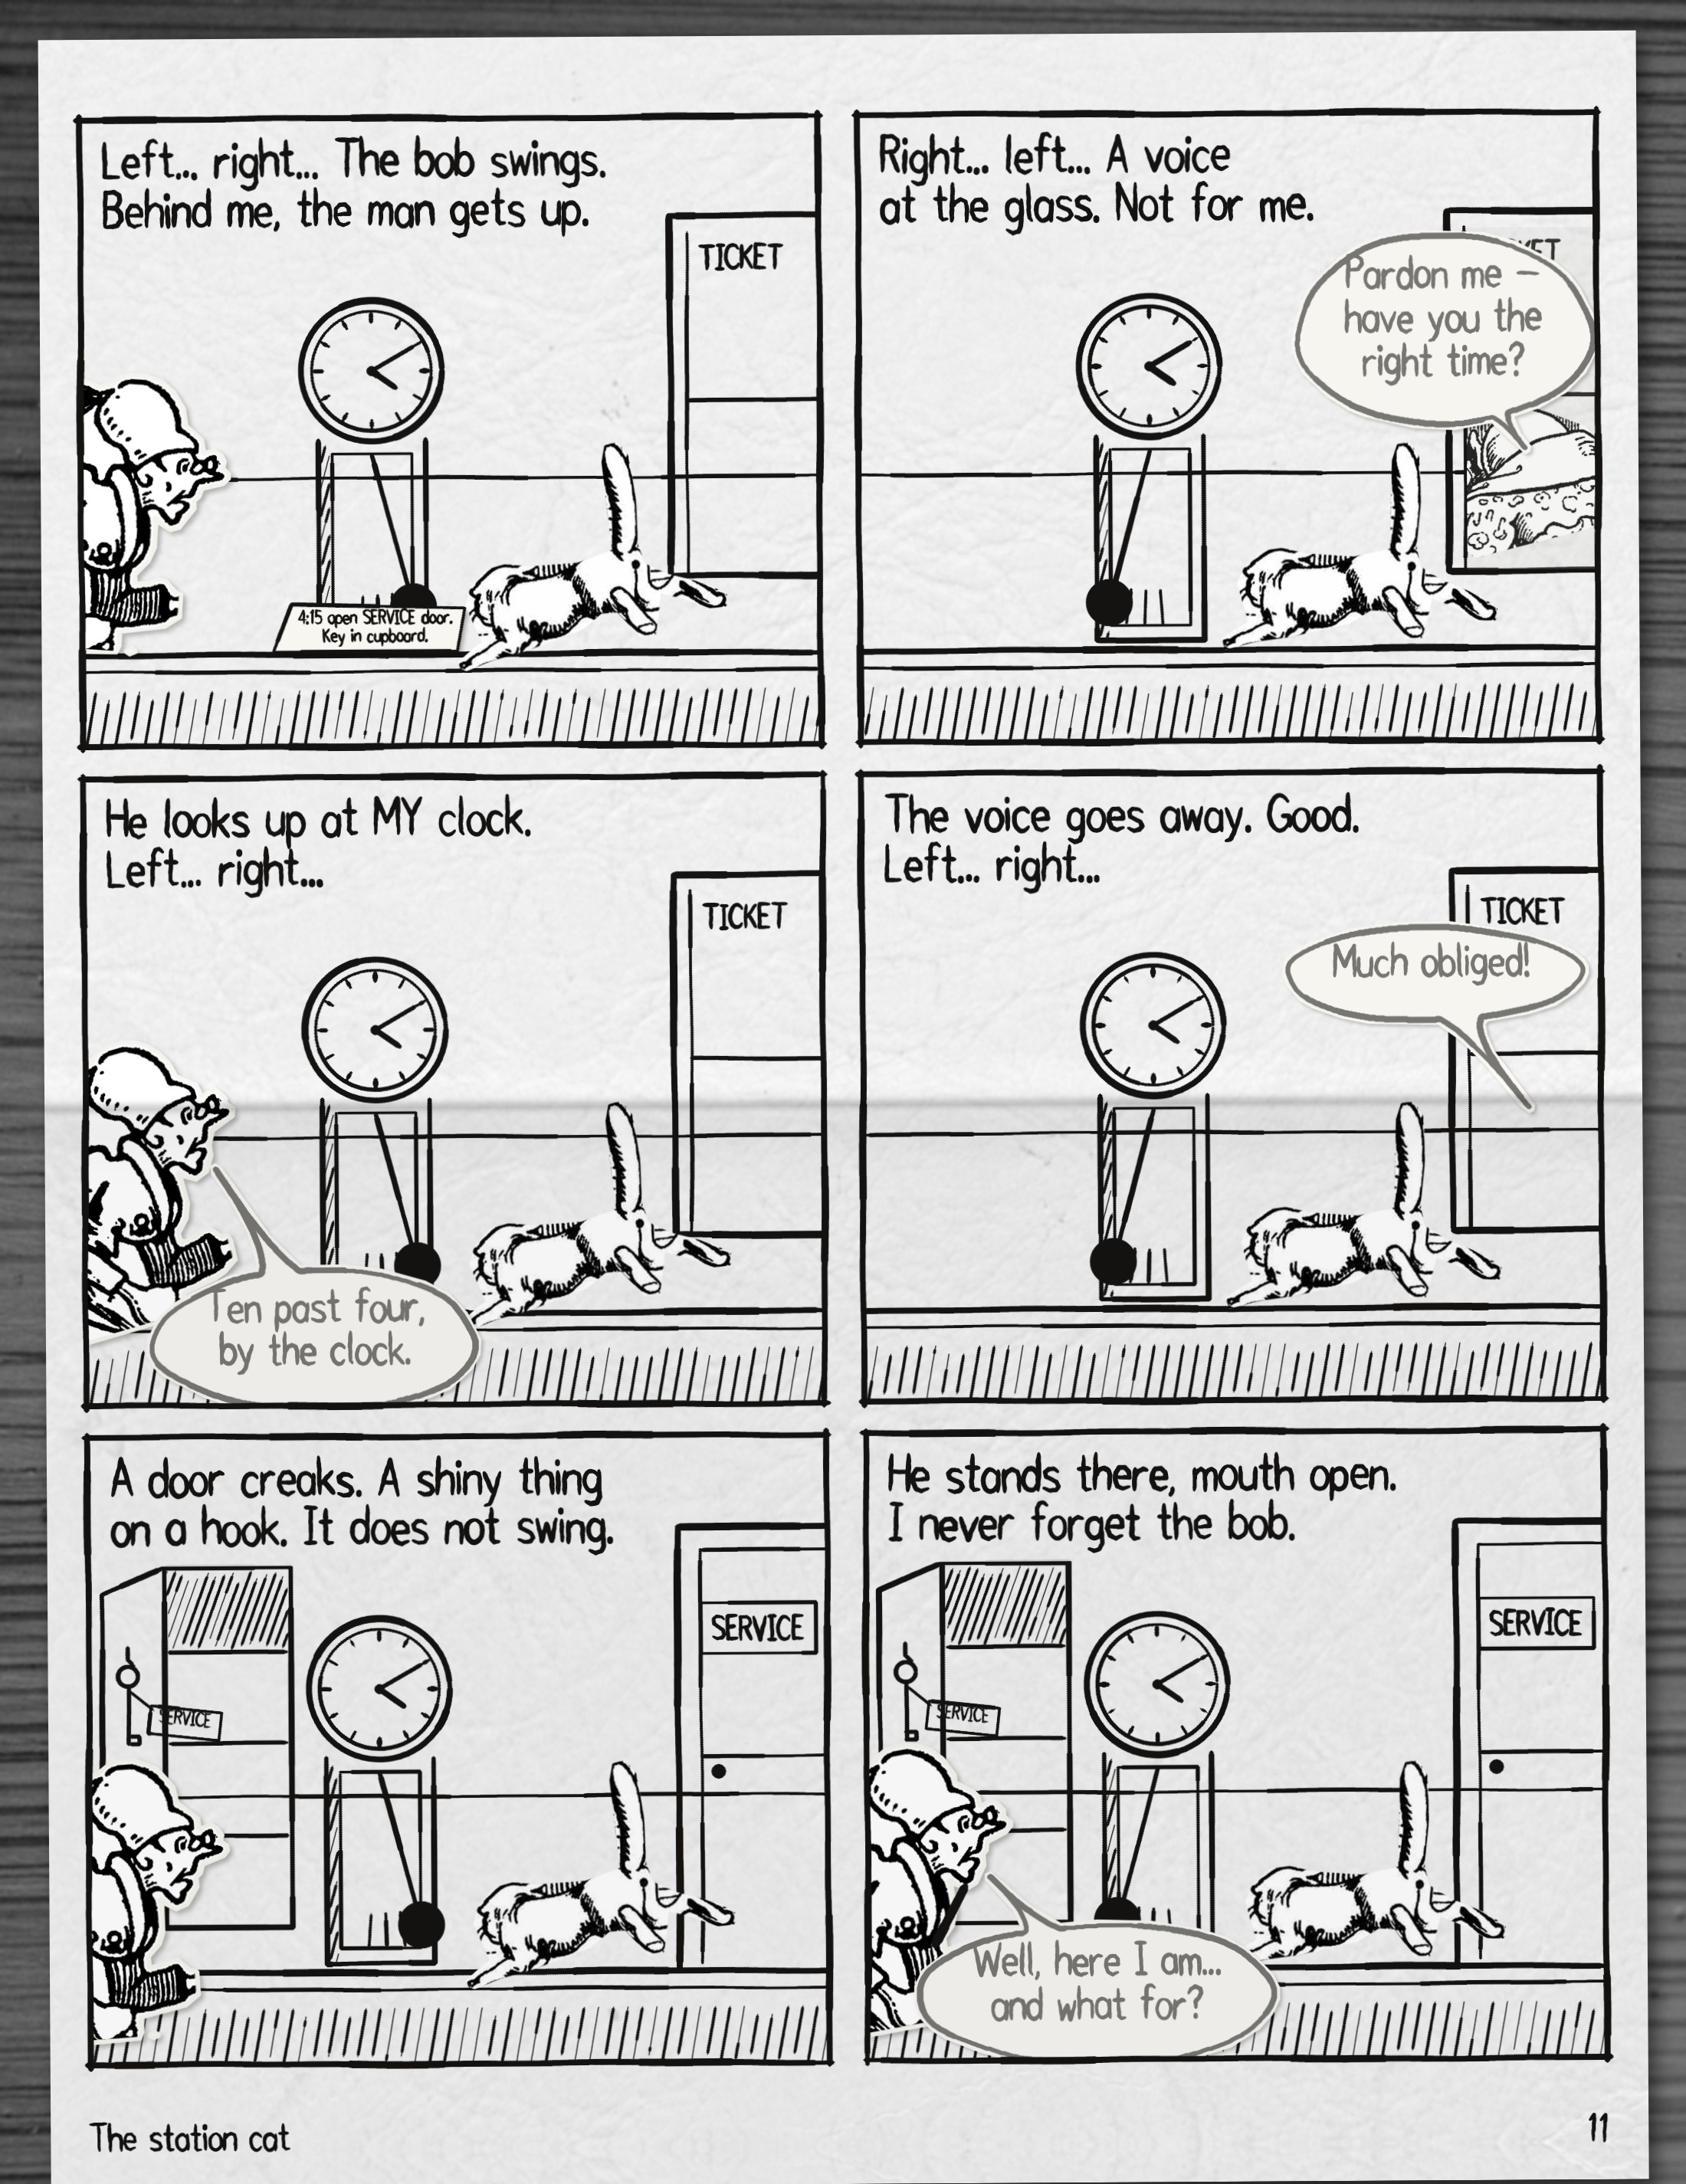 Left... right... The bob swings.
Behind me, the man gets up.
TICKET
4:15 open SERVICE door.
Key in cupboard.
Right... left... A voice
at the glass. Not for me.
Pardon me —
have you the
right time?
He looks up at MY clock.
Left... right...
TICKET
Ten past four,
by the clock.
The voice goes away. Good.
Left... right...
TICKET
Much obliged!
A door creaks. A shiny thing
on a hook. It does not swing.
SERVICE
SERVICE
He stands there, mouth open.
I never forget the bob.
SERVICE
SERVICE
Well, here I am...
and what for?
The station cat
11